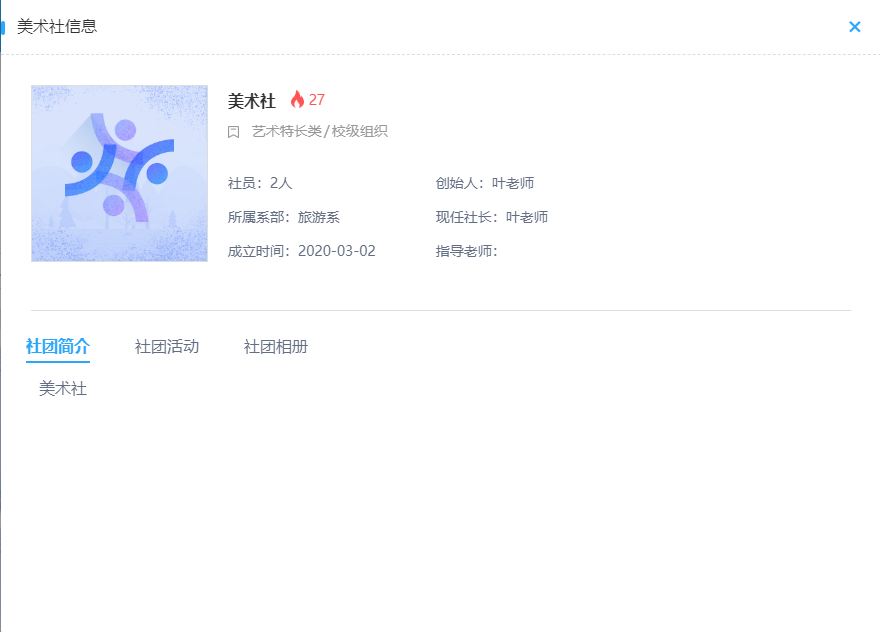 美术社信息
美术社 27
艺术特长类/校级组织
社员：2人 创始人：叶老师
所属系部：旅游系 现任社长：叶老师
成立时间：2020-03-02 指导老师：
社团简介 社团活动 社团相册
美术社